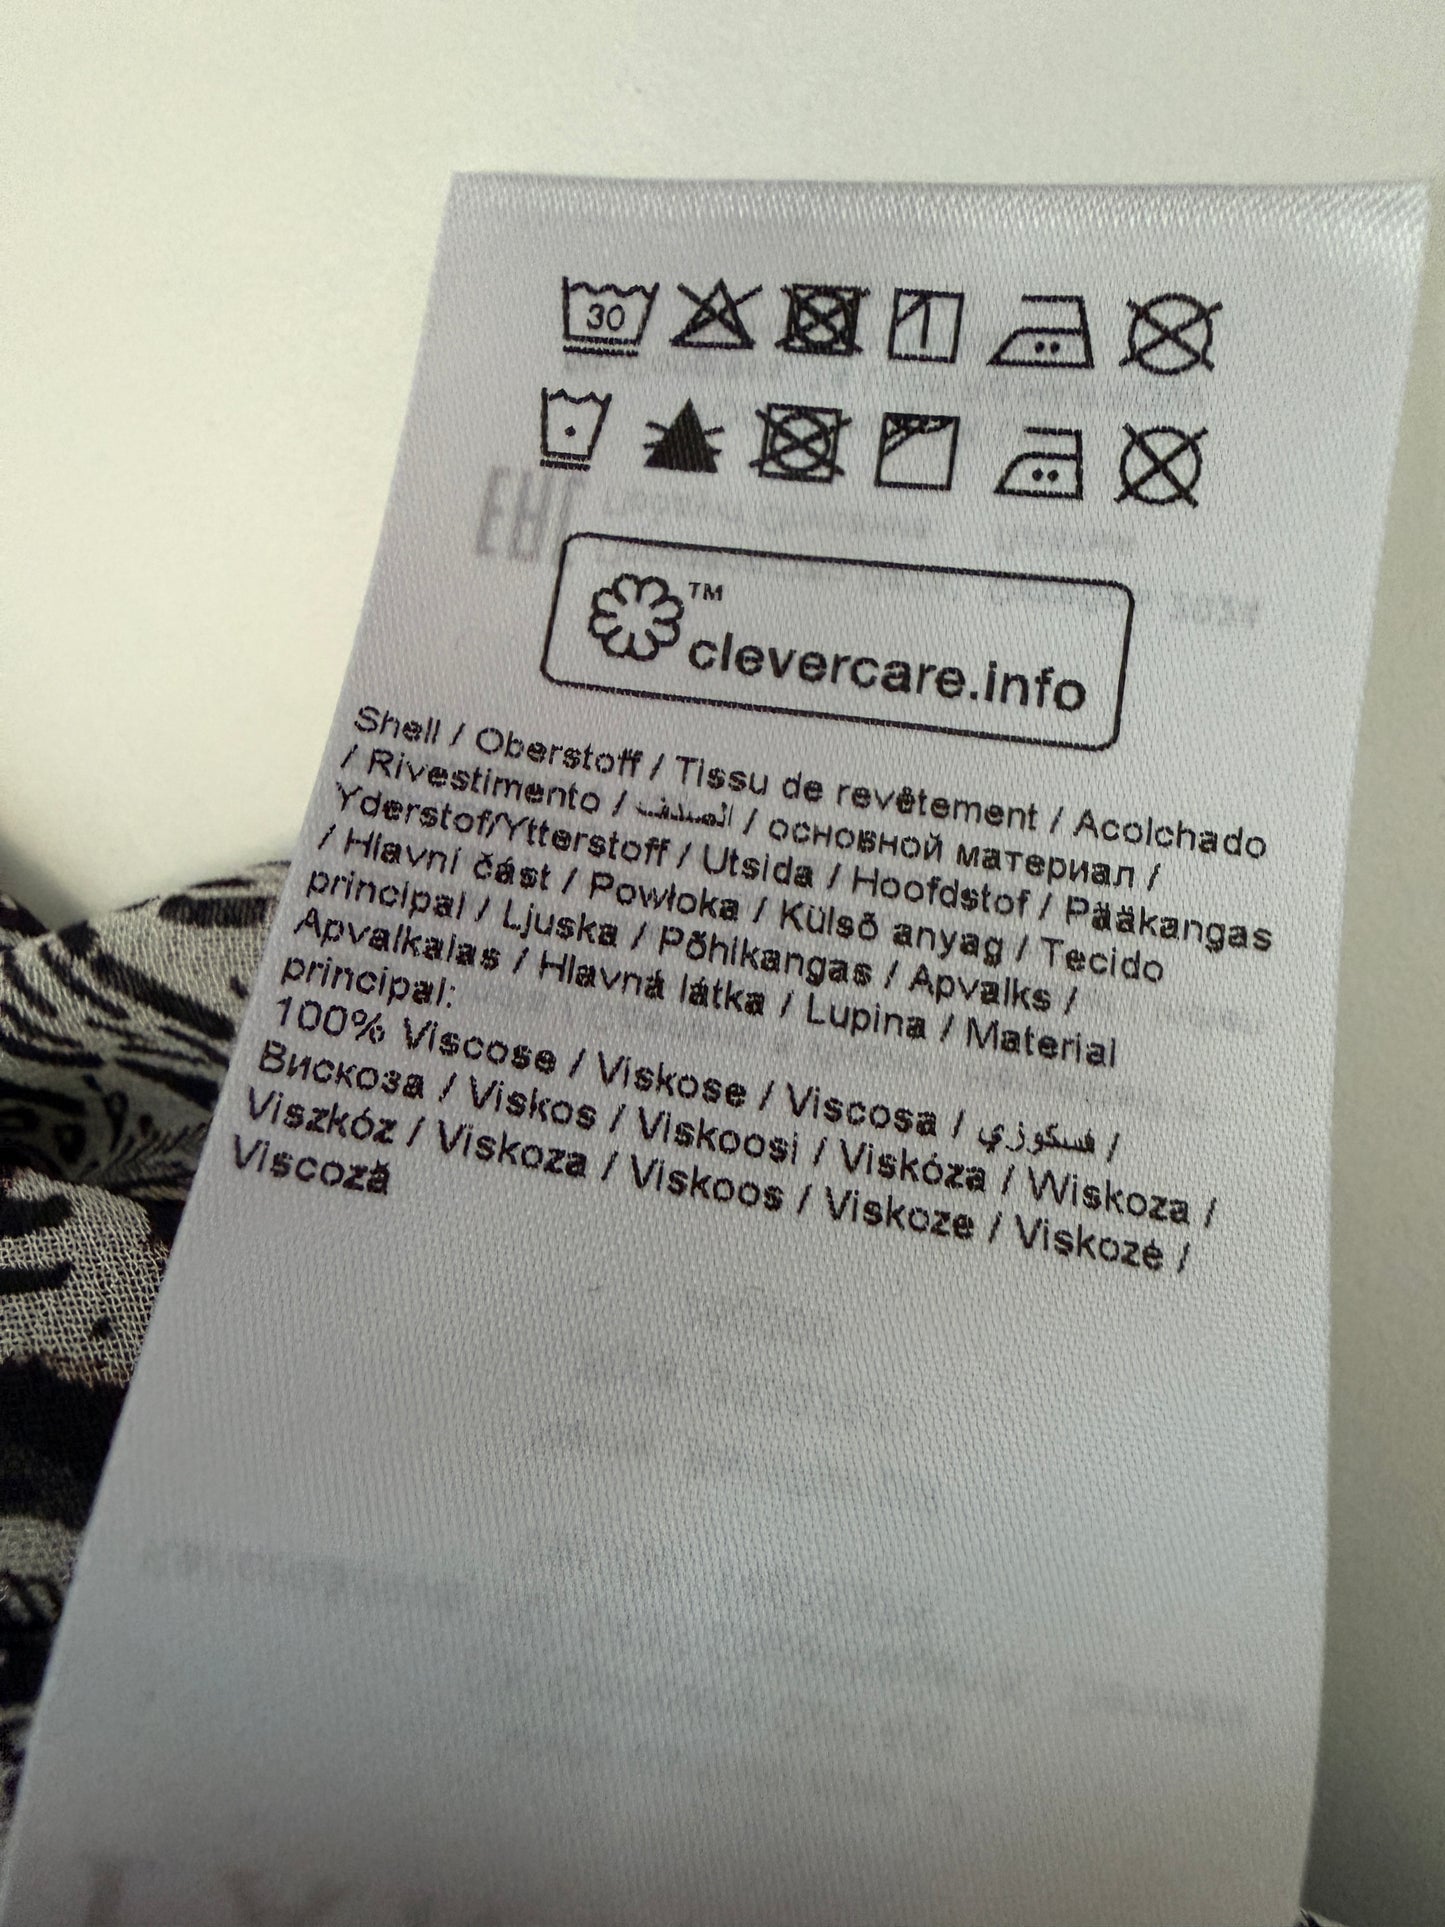 30
™
clevercare.info
Shell / Oberstoff / Tissu de revêtement / Acolchado
/ Rivestimento / الصدف / основной материал /
Yderstof/Ytterstoff / Utsida / Hoofdstof / Pääkangas
/ Hlavní část / Powłoka / Külső anyag / Tecido
principal / Ljuska / Põhikangas / Apvalks /
Apvalkalas / Hlavná látka / Lupina / Material
principal:
100% Viscose / Viskose / Viscosa / فسكوزي /
Вискоза / Viskos / Viskoosi / Viskóza / Wiskoza /
Viszkóz / Viskoza / Viskoos / Viskoze / Viskozė /
Viscoză